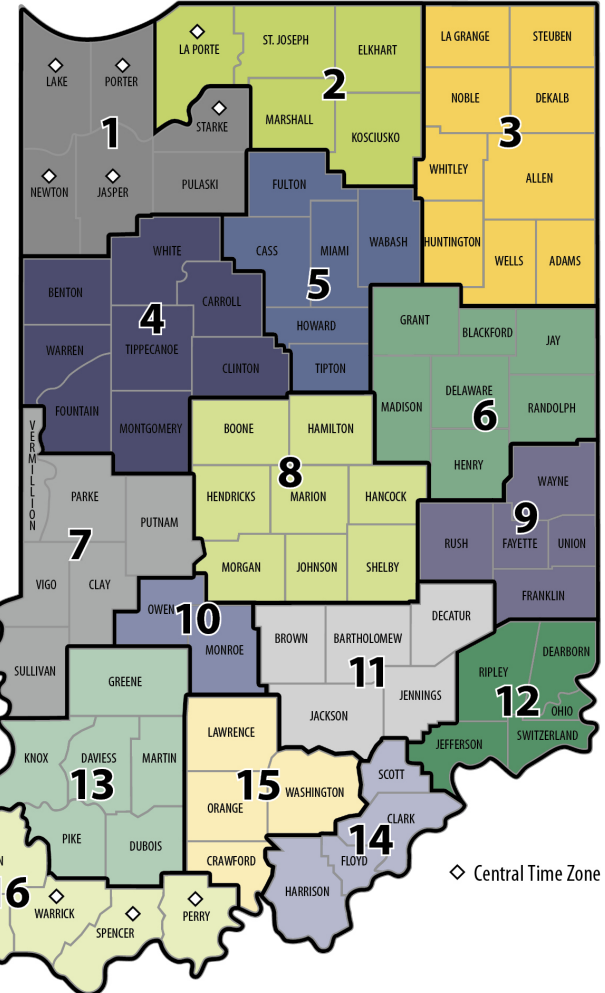 LA PORTE
ST. JOSEPH
ELKHART
LA GRANGE
STEUBEN
LAKE
PORTER
2
NOBLE
DEKALB
1
STARKE
MARSHALL
KOSCIUSKO
3
NEWTON
JASPER
PULASKI
FULTON
WHITLEY
ALLEN
WHITE
CASS
MIAMI
WABASH
HUNTINGTON
WELLS
ADAMS
BENTON
CARROLL
5
4
GRANT
BLACKFORD
JAY
WARREN
TIPPECANOE
HOWARD
CLINTON
TIPTON
DELAWARE
MADISON
6
RANDOLPH
FOUNTAIN
MONTGOMERY
BOONE
HAMILTON
VERMILLION
8
HENRY
WAYNE
PARKE
PUTNAM
HENDRICKS
MARION
HANCOCK
9
7
RUSH
FAYETTE
UNION
VIGO
CLAY
MORGAN
JOHNSON
SHELBY
FRANKLIN
OWEN
10
DECATUR
SULLIVAN
MONROE
BROWN
BARTHOLOMEW
DEARBORN
GREENE
11
RIPLEY
JENNINGS
12
OHIO
JACKSON
LAWRENCE
SWITZERLAND
JEFFERSON
KNOX
DAVIESS
MARTIN
13
15
WASHINGTON
SCOTT
ORANGE
PIKE
DUBOIS
CLARK
14
N
CRAWFORD
FLOYD
6
HARRISON
Central Time Zone
WARRICK
SPENCER
PERRY